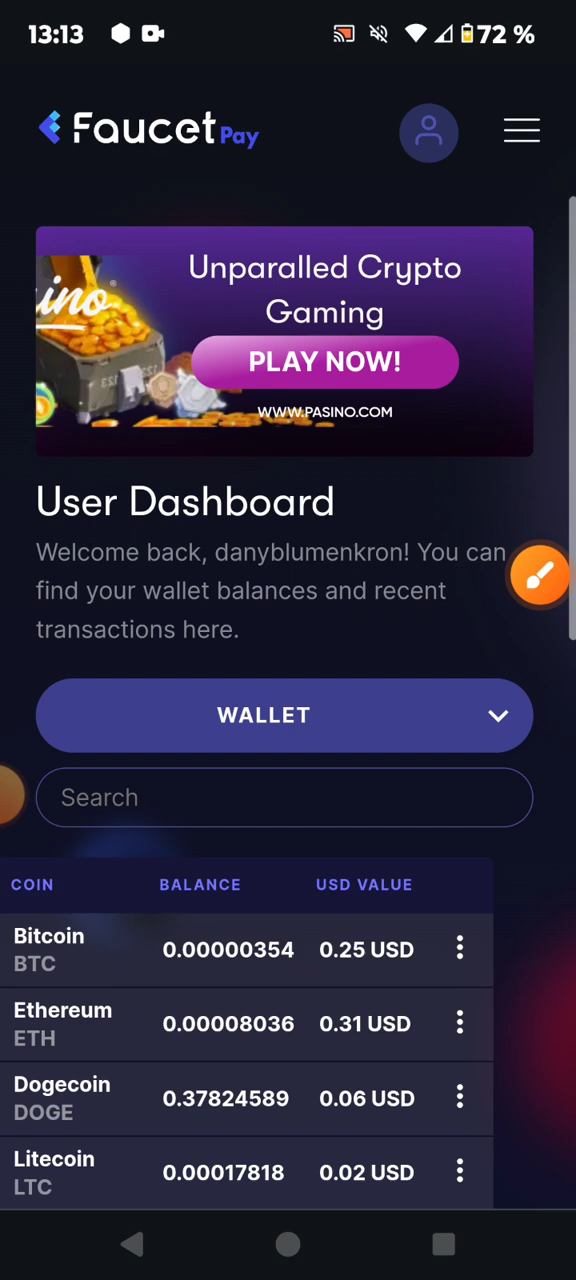 13:13
72 %
Faucet Pay
ino®
Unparalled Crypto
Gaming
PLAY NOW!
WWW.PASINO.COM
User Dashboard
Welcome back, danyblumenkron! You can
find your wallet balances and recent
transactions here.
WALLET
Search
COIN BALANCE USD VALUE
Bitcoin
BTC
0.00000354 0.25 USD
Ethereum
ETH
0.00008036 0.31 USD
Dogecoin
DOGE
0.37824589 0.06 USD
Litecoin
LTC
0.00017818 0.02 USD